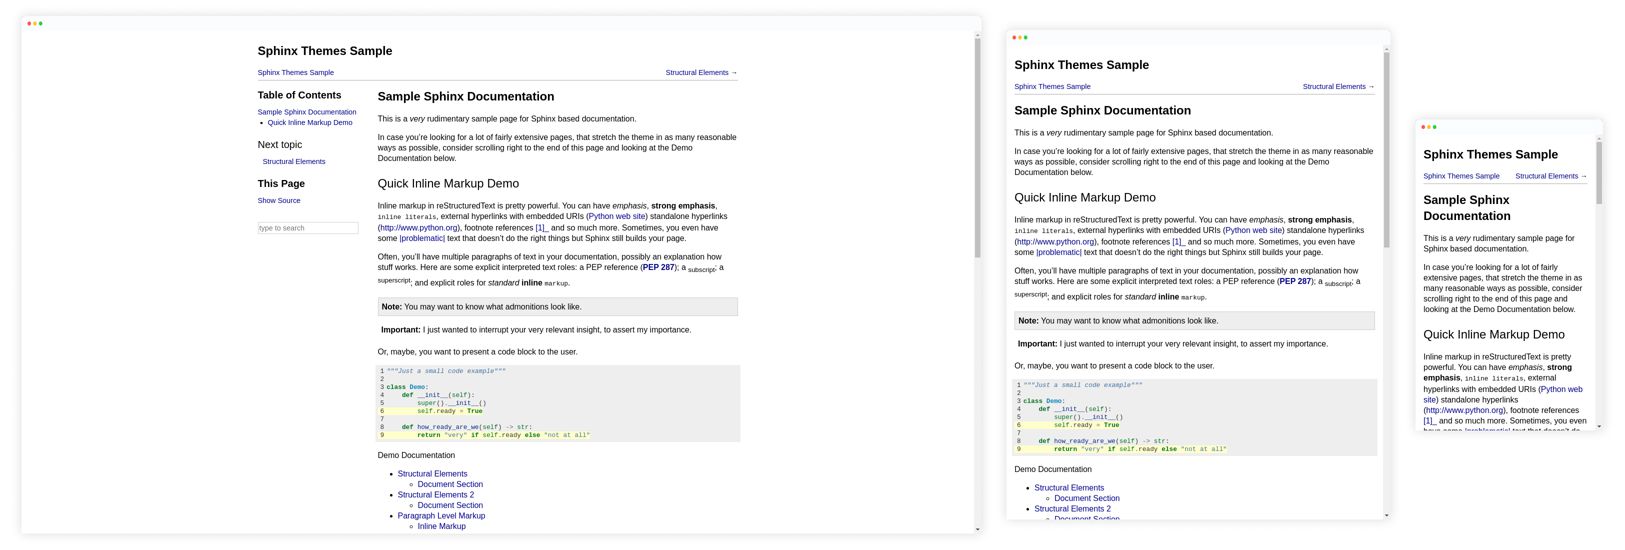 Sphinx Themes Sample
Sphinx Themes Sample
Structural Elements →
Table of Contents
Sample Sphinx Documentation
• Quick Inline Markup Demo
Next topic
Structural Elements
This Page
Show Source
type to search
Sample Sphinx Documentation
This is a very rudimentary sample page for Sphinx based documentation.
In case you're looking for a lot of fairly extensive pages, that stretch the theme in as many reasonable
ways as possible, consider scrolling right to the end of this page and looking at the Demo
Documentation below.
Quick Inline Markup Demo
Inline markup in reStructuredText is pretty powerful. You can have emphasis, strong emphasis,
inline literals, external hyperlinks with embedded URIs (Python web site) standalone hyperlinks
(http://www.python.org), footnote references [1]_ and so much more. Sometimes, you even have
some |problematic| text that doesn't do the right things but Sphinx still builds your page.
Often, you'll have multiple paragraphs of text in your documentation, possibly an explanation how
stuff works. Here are some explicit interpreted text roles: a PEP reference (PEP 287); a subscript; a
superscript; and explicit roles for standard inline markup.
Note: You may want to know what admonitions look like.
Important: I just wanted to interrupt your very relevant insight, to assert my importance.
Or, maybe, you want to present a code block to the user.
1 """Just a small code example"""
2
3 class Demo:
4     def __init__(self):
5         super().__init__()
6         self.ready = True
7
8     def how_ready_are_we(self) -> str:
9         return "very" if self.ready else "not at all"
Demo Documentation
• Structural Elements
◦ Document Section
• Structural Elements 2
◦ Document Section
• Paragraph Level Markup
◦ Inline Markup
Sphinx Themes Sample
Sphinx Themes Sample
Structural Elements →
Sample Sphinx Documentation
This is a very rudimentary sample page for Sphinx based documentation.
In case you're looking for a lot of fairly extensive pages, that stretch the theme in as many reasonable
ways as possible, consider scrolling right to the end of this page and looking at the Demo
Documentation below.
Quick Inline Markup Demo
Inline markup in reStructuredText is pretty powerful. You can have emphasis, strong emphasis,
inline literals, external hyperlinks with embedded URIs (Python web site) standalone hyperlinks
(http://www.python.org), footnote references [1]_ and so much more. Sometimes, you even have
some |problematic| text that doesn't do the right things but Sphinx still builds your page.
Often, you'll have multiple paragraphs of text in your documentation, possibly an explanation how
stuff works. Here are some explicit interpreted text roles: a PEP reference (PEP 287); a subscript; a
superscript; and explicit roles for standard inline markup.
Note: You may want to know what admonitions look like.
Important: I just wanted to interrupt your very relevant insight, to assert my importance.
Or, maybe, you want to present a code block to the user.
1 """Just a small code example"""
2
3 class Demo:
4     def __init__(self):
5         super().__init__()
6         self.ready = True
7
8     def how_ready_are_we(self) -> str:
9         return "very" if self.ready else "not at all"
Demo Documentation
• Structural Elements
◦ Document Section
• Structural Elements 2
◦ Document Section
Sphinx Themes Sample
Sphinx Themes Sample
Structural Elements →
Sample Sphinx
Documentation
This is a very rudimentary sample page for
Sphinx based documentation.
In case you're looking for a lot of fairly
extensive pages, that stretch the theme in as
many reasonable ways as possible, consider
scrolling right to the end of this page and
looking at the Demo Documentation below.
Quick Inline Markup Demo
Inline markup in reStructuredText is pretty
powerful. You can have emphasis, strong
emphasis, inline literals, external
hyperlinks with embedded URIs (Python web
site) standalone hyperlinks
(http://www.python.org), footnote references
[1]_ and so much more. Sometimes, you even
have some |problematic| text that doesn't do